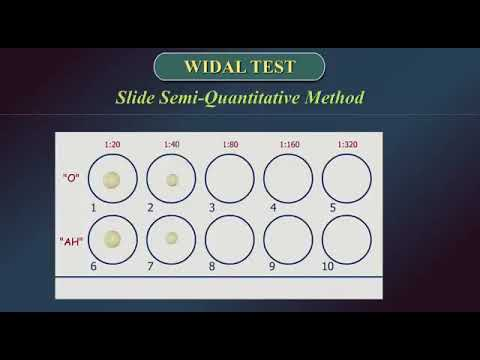 WIDAL TEST
Slide Semi-Quantitative Method
1:20 1:40 1:80 1:160 1:320
"O"
1 2 3 4 5
"AH"
6 7 8 9 10